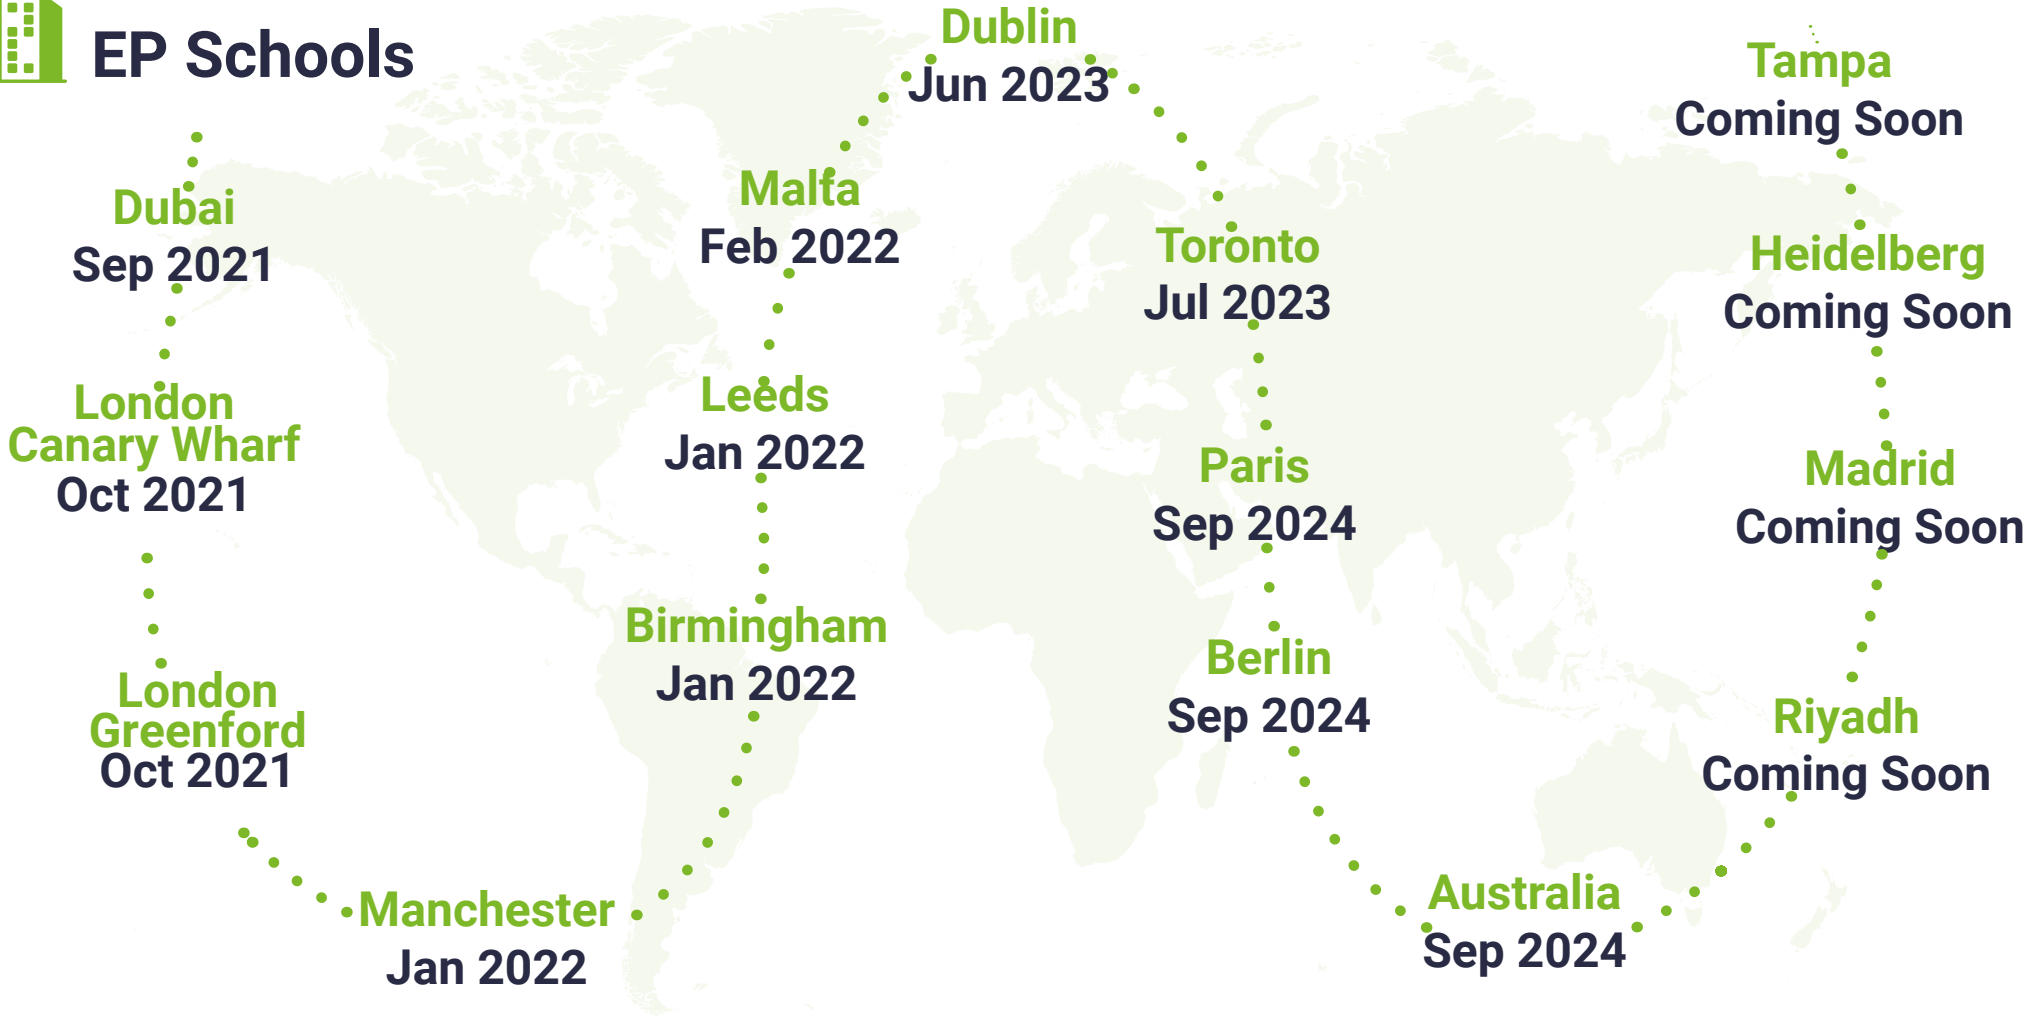 EP Schools
Dubai
Sep 2021
London
Canary Wharf
Oct 2021
London
Greenford
Oct 2021
Manchester
Jan 2022
Birmingham
Jan 2022
Leeds
Jan 2022
Malta
Feb 2022
Dublin
Jun 2023
Toronto
Jul 2023
Paris
Sep 2024
Berlin
Sep 2024
Australia
Sep 2024
Riyadh
Coming Soon
Madrid
Coming Soon
Heidelberg
Coming Soon
Tampa
Coming Soon